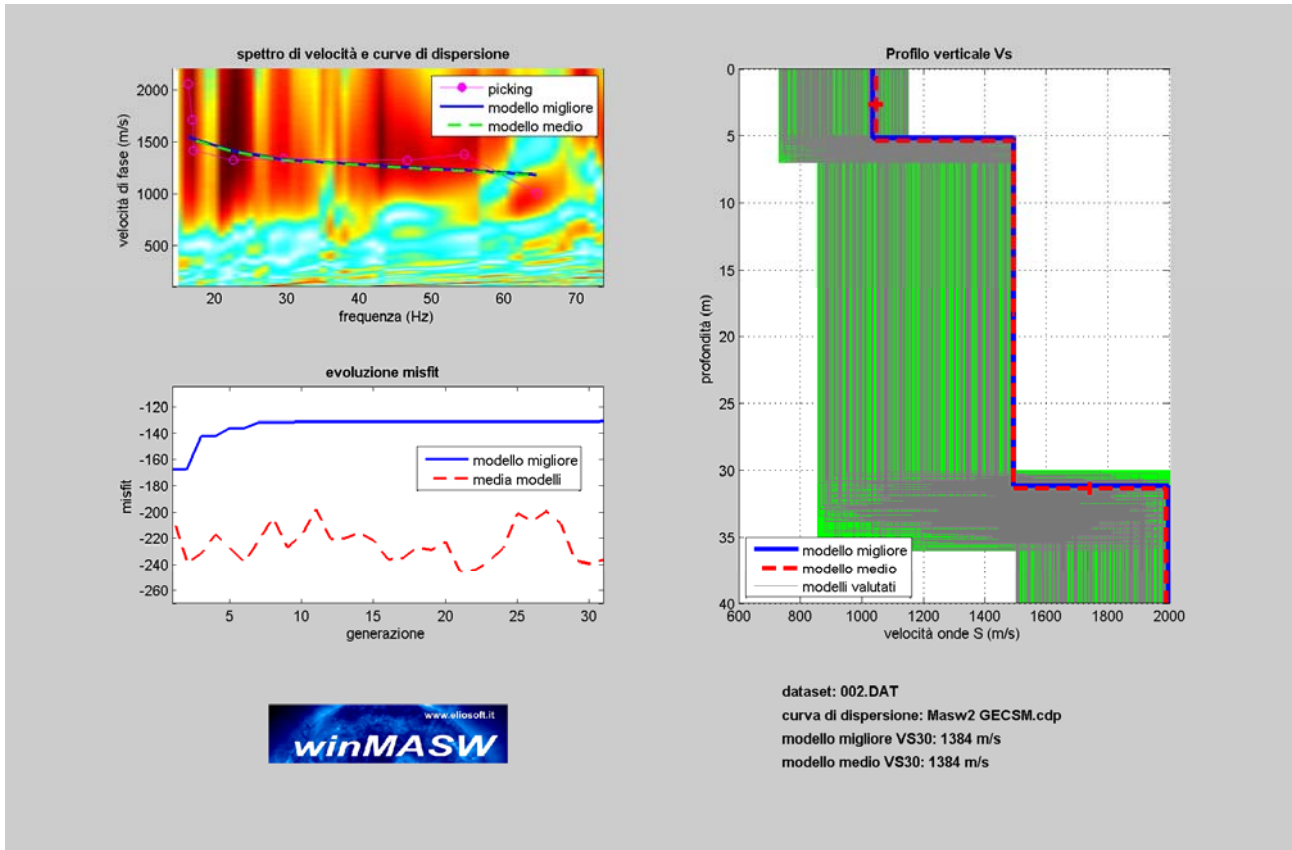 spettro di velocità e curve di dispersione
2000
1500
1000
500
velocità di fase (m/s)
picking
modello migliore
modello medio
20 30 40 50 60 70
frequenza (Hz)
evoluzione misfit
-120
-140
-160
-180
-200
-220
-240
-260
misfit
modello migliore
media modelli
5 10 15 20 25 30
generazione
Profilo verticale Vs
0
5
10
15
20
25
30
35
40
profondità (m)
modello migliore
modello medio
modelli valutati
600 800 1000 1200 1400 1600 1800 2000
velocità onde S (m/s)
www.eliosoft.it
winMASW
dataset: 002.DAT
curva di dispersione: Masw2 GECSM.cdp
modello migliore VS30: 1384 m/s
modello medio VS30: 1384 m/s